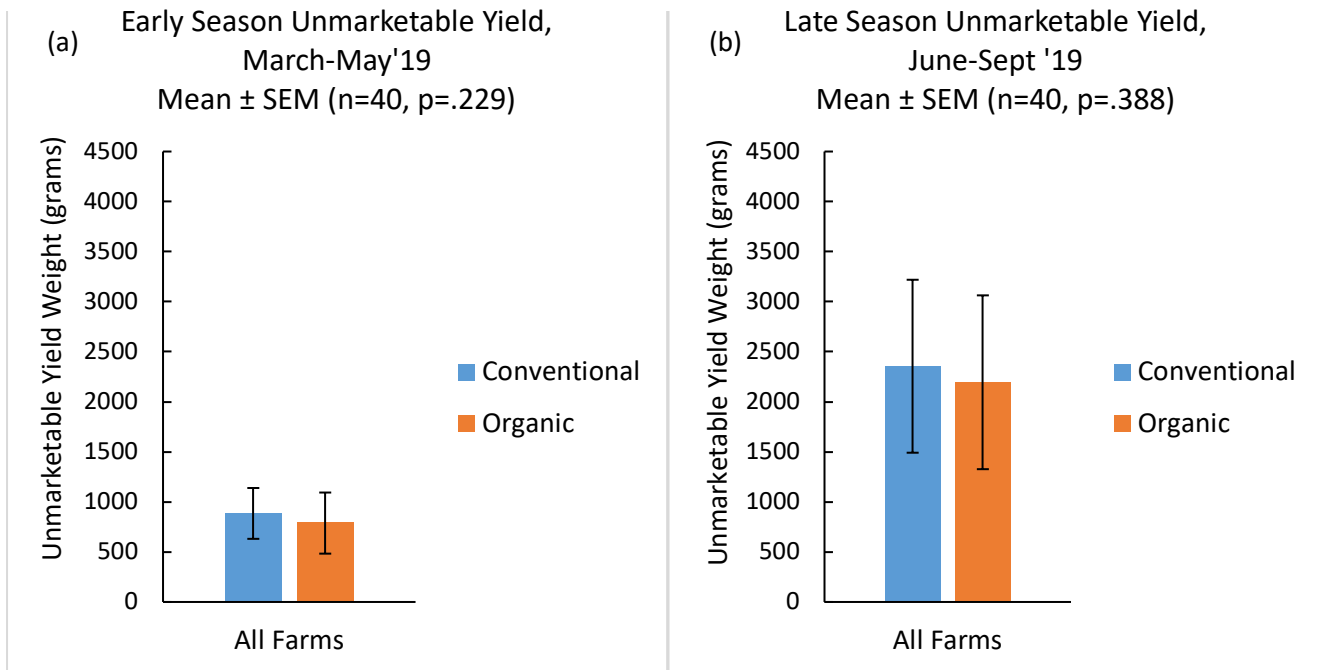 (a)
Early Season Unmarketable Yield,
March-May'19
Mean ± SEM (n=40, p=.229)
Unmarketable Yield Weight (grams)
4500
4000
3500
3000
2500
2000
1500
1000
500
0
All Farms
Conventional
Organic
(b)
Late Season Unmarketable Yield,
June-Sept '19
Mean ± SEM (n=40, p=.388)
Unmarketable Yield Weight (grams)
4500
4000
3500
3000
2500
2000
1500
1000
500
0
All Farms
Conventional
Organic